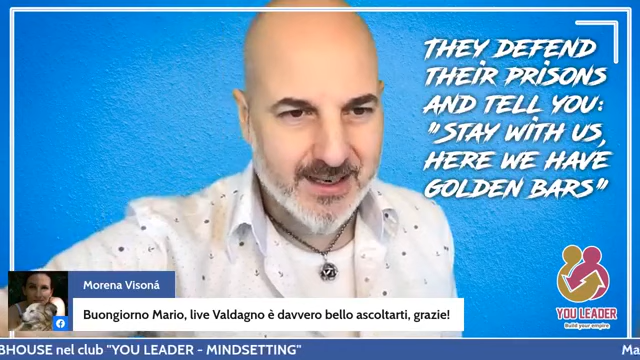 THEY DEFEND
THEIR PRISONS
AND TELL YOU:
"STAY WITH US,
HERE WE HAVE
GOLDEN BARS"
YOU LEADER
Build your empire
Morena Visoná
Buongiorno Mario, live Valdagno è davvero bello ascoltarti, grazie!
BHOUSE nel club "YOU LEADER - MINDSETTING"
Ma